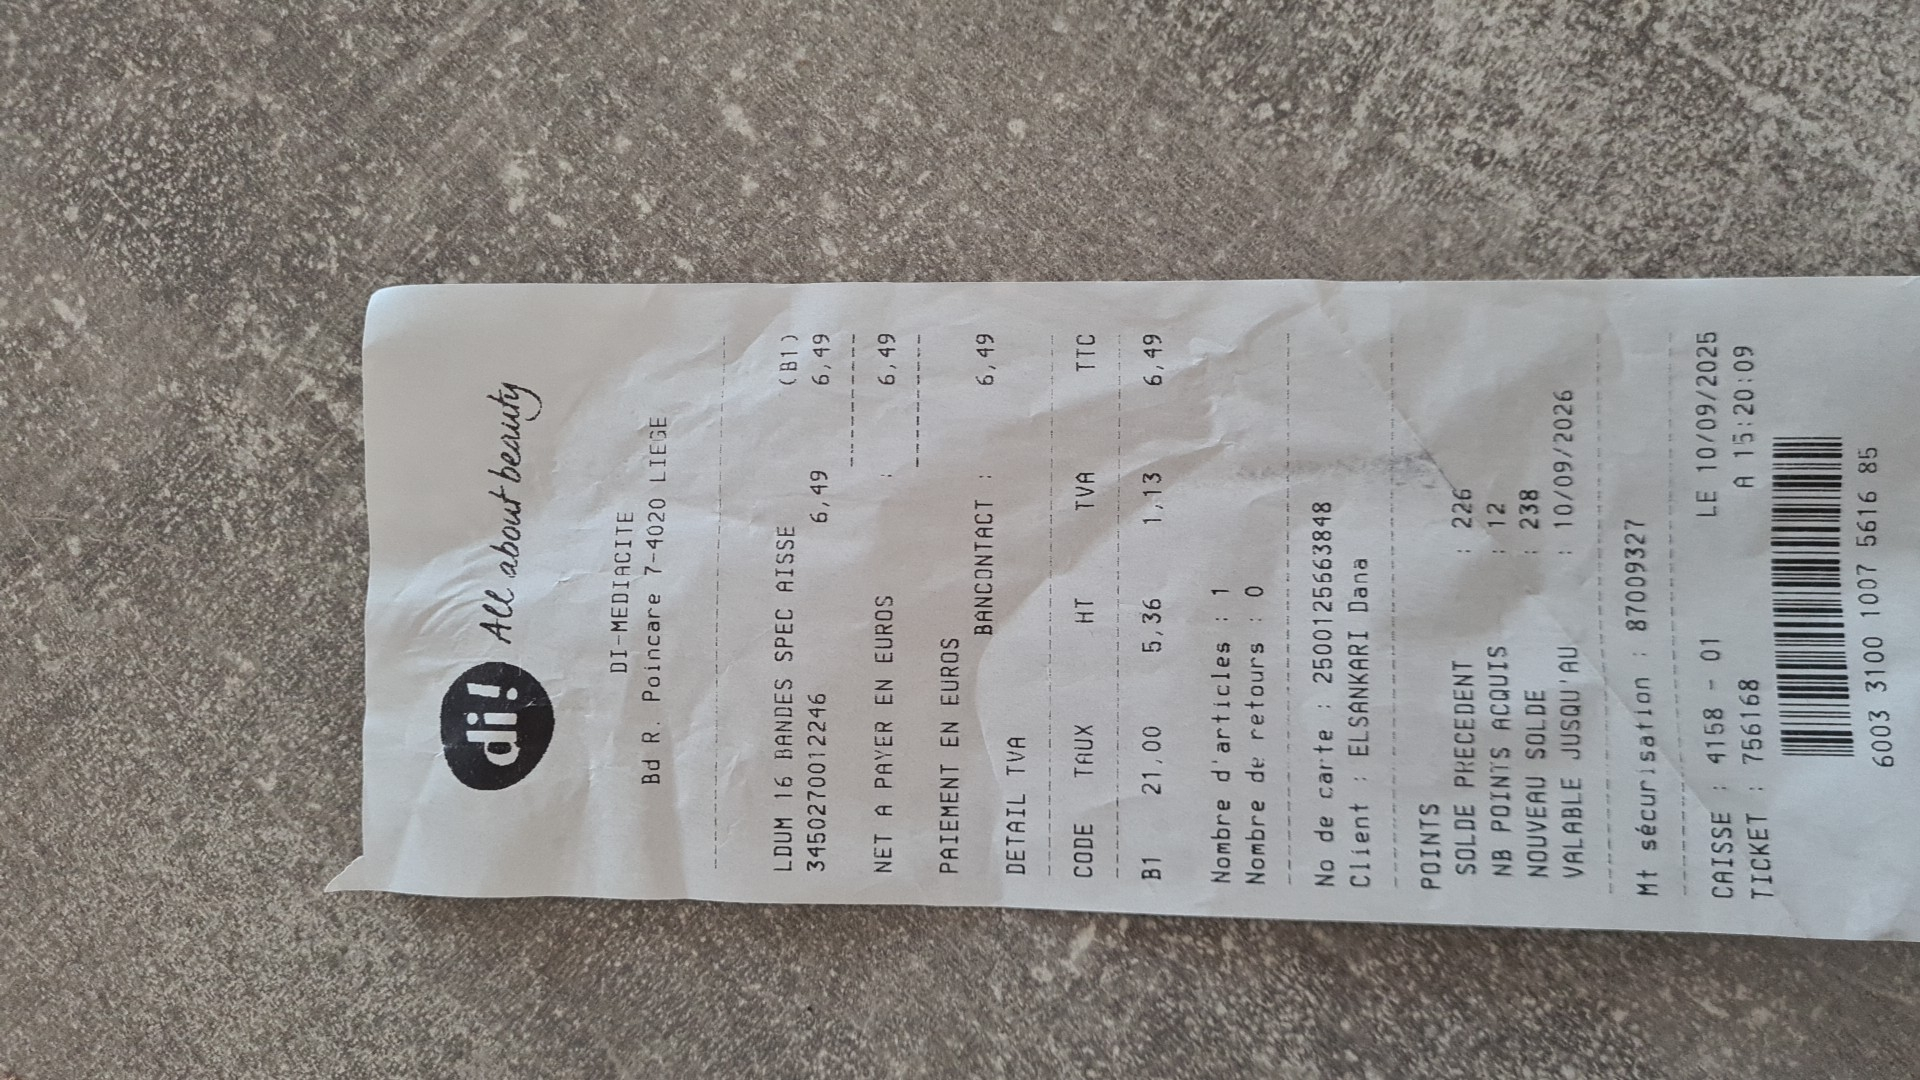 di! All about beauty
DI-MEDIACITE
Bd R. Poincare 7-4020 LIEGE
LDUM 16 BANDES SPEC AISSE (B1)
3450270012246 6,49 6,49
NET A PAYER EN EUROS : 6,49
PAIEMENT EN EUROS
BANCONTACT : 6,49
DETAIL TVA
CODE TAUX HT TVA TTC
B1 21,00 5,36 1,13 6,49
Nombre d'articles : 1
Nombre de retours : 0
No de carte : 2500125663848
Client : ELSANKARI Dana
POINTS
SOLDE PRECEDENT : 226
NB POINTS ACQUIS : 12
NOUVEAU SOLDE : 238
VALABLE JUSQU'AU : 10/09/2026
Mt sécurisation : 87009327
CAISSE : 4158 - 01 LE 10/09/2025
TICKET : 756168 A 15:20:09
6003 3100 1007 5616 85